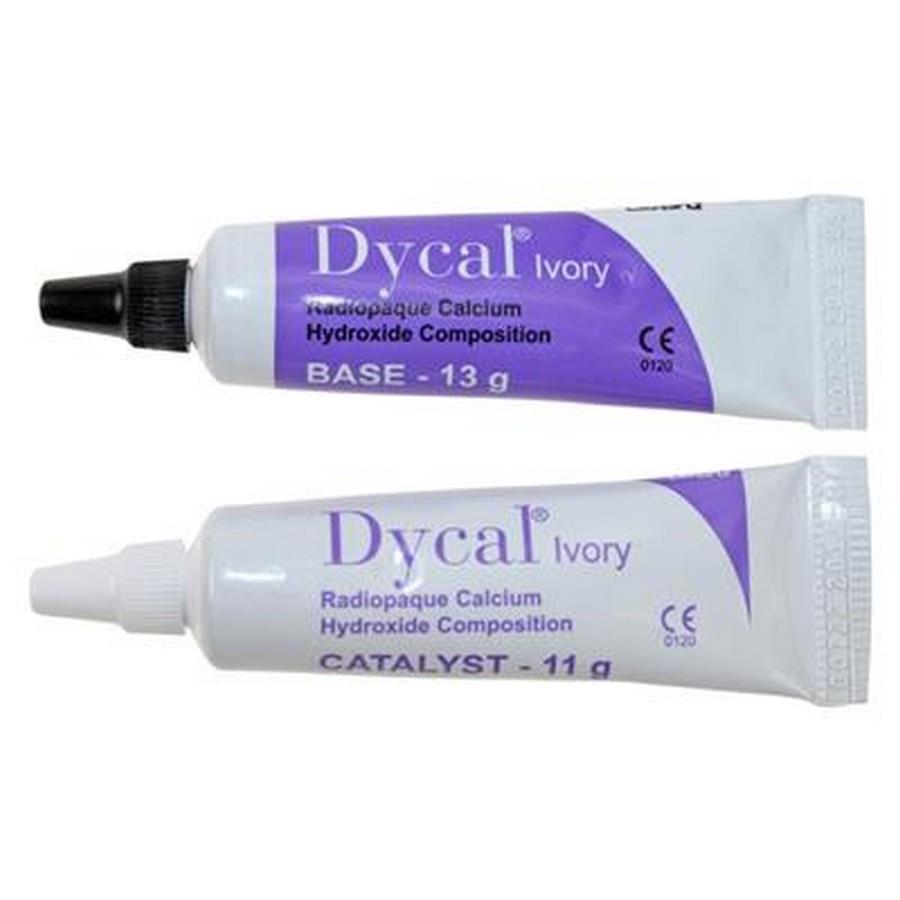 Dycal® Ivory
Radiopaque Calcium
Hydroxide Composition
BASE - 13 g
CE
0120
Dycal® Ivory
Radiopaque Calcium
Hydroxide Composition
CATALYST - 11 g
CE
0120